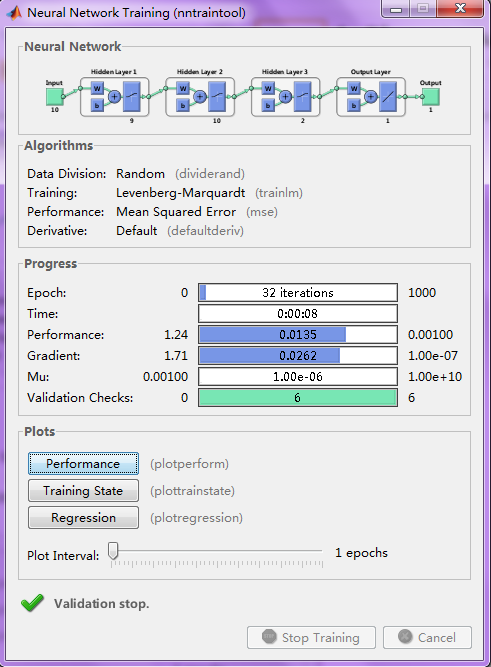 Neural Network Training (nntraintool)
Neural Network
Input
Hidden Layer 1
Hidden Layer 2
Hidden Layer 3
Output Layer
Output
W
W
W
W
b
b
b
b
10
9
10
2
1
1
Algorithms
Data Division: Random (dividerand)
Training: Levenberg-Marquardt (trainlm)
Performance: Mean Squared Error (mse)
Derivative: Default (defaultderiv)
Progress
Epoch: 0 32 iterations 1000
Time: 0:00:08
Performance: 1.24 0.0135 0.00100
Gradient: 1.71 0.0262 1.00e-07
Mu: 0.00100 1.00e-06 1.00e+10
Validation Checks: 0 6 6
Plots
Performance (plotperform)
Training State (plottrainstate)
Regression (plotregression)
Plot Interval: 1 epochs
Validation stop.
Stop Training Cancel